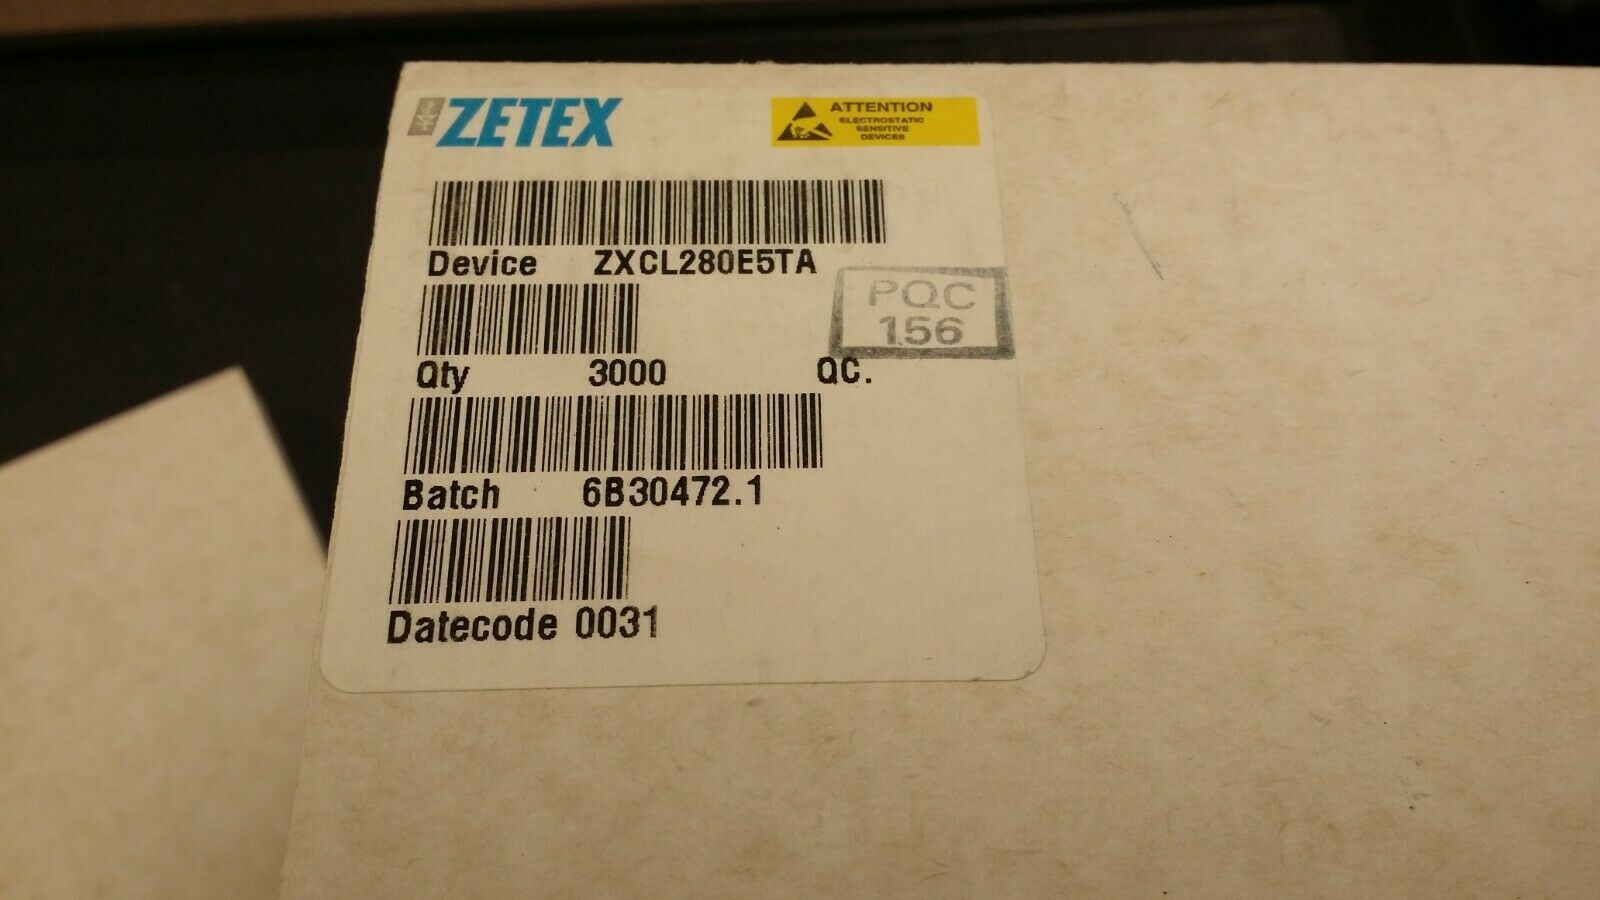 ZETEX
ATTENTION
ELECTROSTATIC
SENSITIVE
DEVICES
Device ZXCL280E5TA
PQC
156
Qty 3000 QC.
Batch 6B30472.1
Datecode 0031